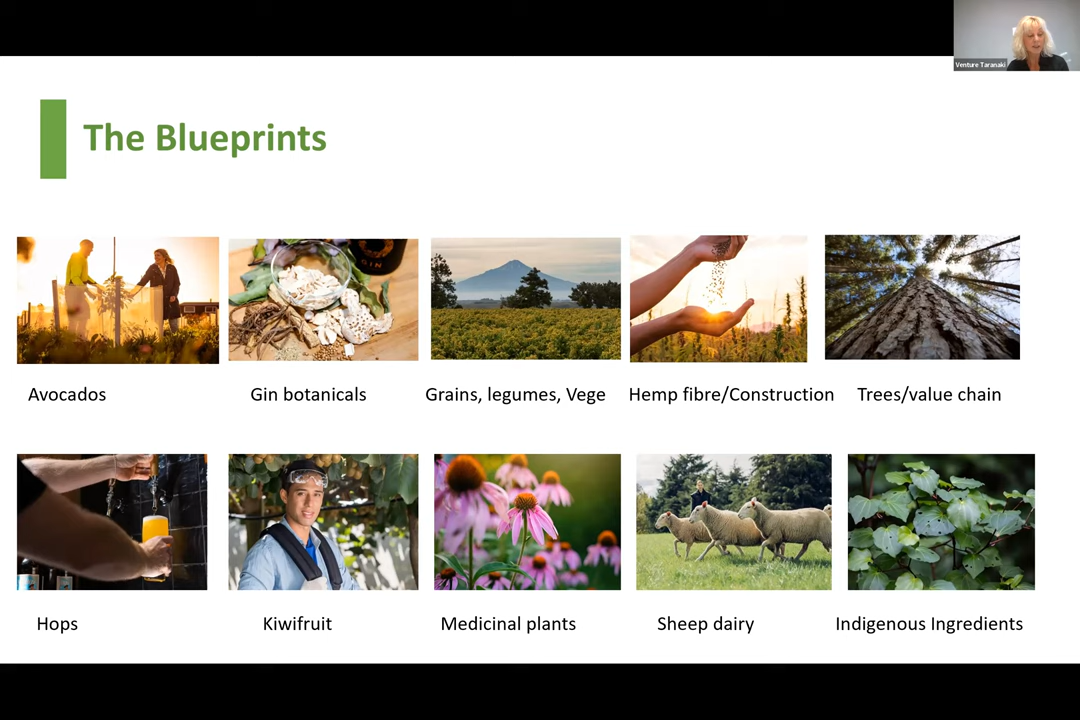 Venture Taranaki
The Blueprints
GIN
Avocados
Gin botanicals
Grains, legumes, Vege
Hemp fibre/Construction
Trees/value chain
Hops
Kiwifruit
Medicinal plants
Sheep dairy
Indigenous Ingredients